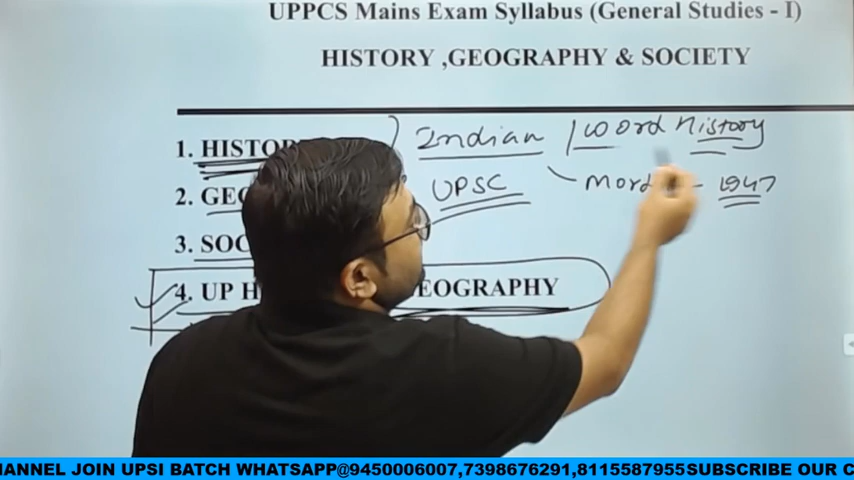 UPPCS Mains Exam Syllabus (General Studies - I)
HISTORY ,GEOGRAPHY & SOCIETY
1. HISTOR
Indian / Word History
2. GEO
UPSC
- 1947
3. SOC
4. UP H EOGRAPHY
HANNEL JOIN UPSI BATCH WHATSAPP@9450006007,7398676291,8115587955SUBSCRIBE OUR C